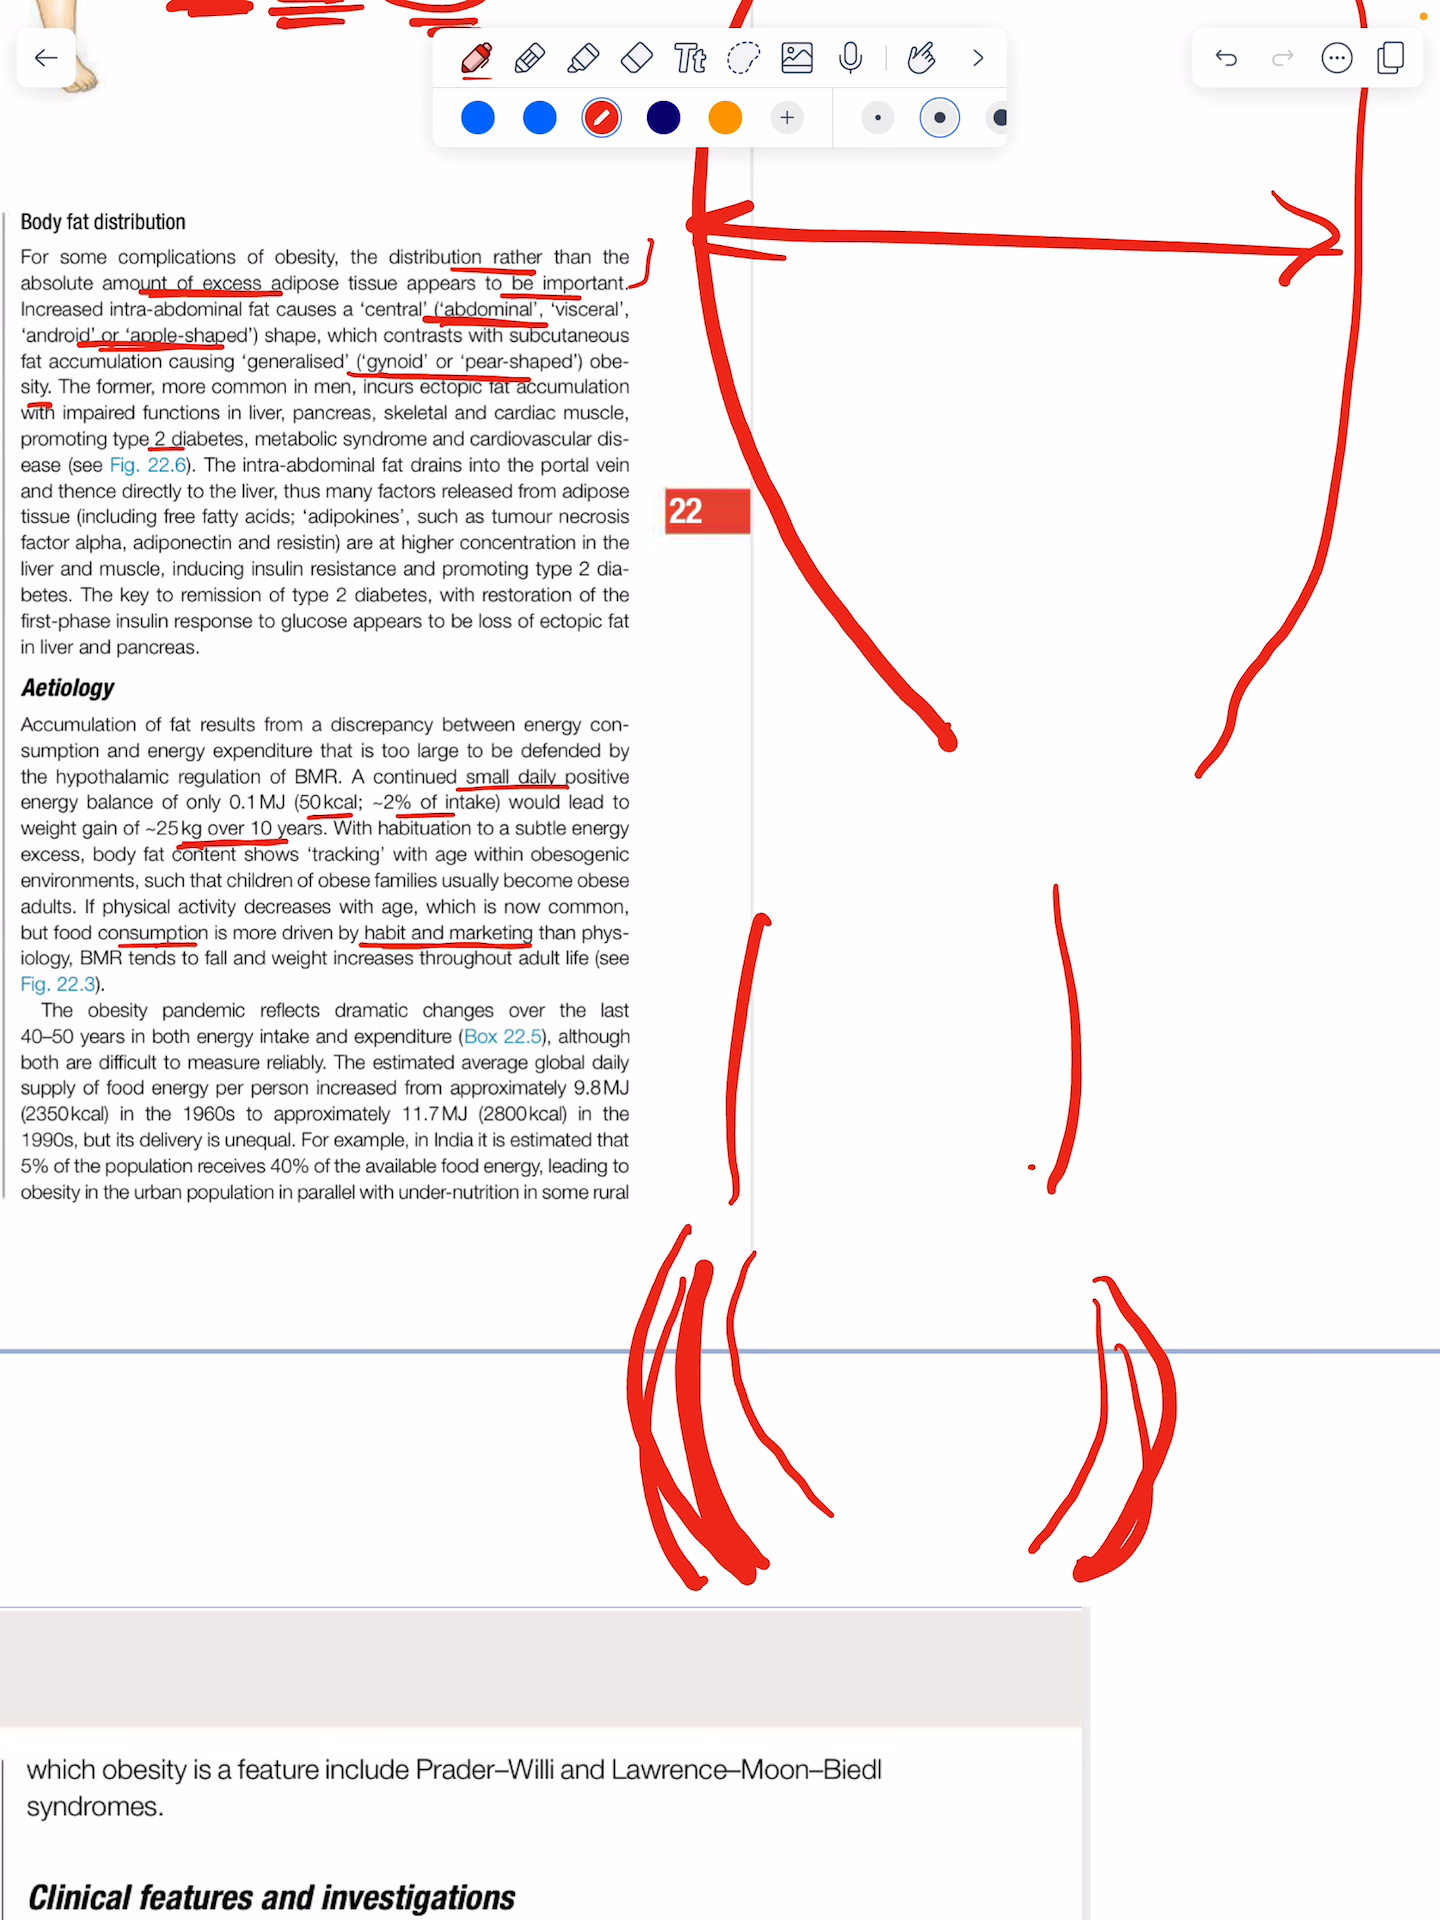 Tt
Body fat distribution
For some complications of obesity, the distribution rather than the
absolute amount of excess adipose tissue appears to be important.
Increased intra-abdominal fat causes a ‘central’ (‘abdominal’, ‘visceral’,
‘android’ or ‘apple-shaped’) shape, which contrasts with subcutaneous
fat accumulation causing ‘generalised’ (‘gynoid’ or ‘pear-shaped’) obe-
sity. The former, more common in men, incurs ectopic fat accumulation
with impaired functions in liver, pancreas, skeletal and cardiac muscle,
promoting type 2 diabetes, metabolic syndrome and cardiovascular dis-
ease (see Fig. 22.6). The intra-abdominal fat drains into the portal vein
and thence directly to the liver, thus many factors released from adipose
tissue (including free fatty acids; ‘adipokines’, such as tumour necrosis
factor alpha, adiponectin and resistin) are at higher concentration in the
liver and muscle, inducing insulin resistance and promoting type 2 dia-
betes. The key to remission of type 2 diabetes, with restoration of the
first-phase insulin response to glucose appears to be loss of ectopic fat
in liver and pancreas.
22
Aetiology
Accumulation of fat results from a discrepancy between energy con-
sumption and energy expenditure that is too large to be defended by
the hypothalamic regulation of BMR. A continued small daily positive
energy balance of only 0.1 MJ (50 kcal; ~2% of intake) would lead to
weight gain of ~25 kg over 10 years. With habituation to a subtle energy
excess, body fat content shows ‘tracking’ with age within obesogenic
environments, such that children of obese families usually become obese
adults. If physical activity decreases with age, which is now common,
but food consumption is more driven by habit and marketing than phys-
iology, BMR tends to fall and weight increases throughout adult life (see
Fig. 22.3).
The obesity pandemic reflects dramatic changes over the last
40–50 years in both energy intake and expenditure (Box 22.5), although
both are difficult to measure reliably. The estimated average global daily
supply of food energy per person increased from approximately 9.8 MJ
(2350 kcal) in the 1960s to approximately 11.7 MJ (2800 kcal) in the
1990s, but its delivery is unequal. For example, in India it is estimated that
5% of the population receives 40% of the available food energy, leading to
obesity in the urban population in parallel with under-nutrition in some rural
which obesity is a feature include Prader–Willi and Lawrence–Moon–Biedl
syndromes.
Clinical features and investigations